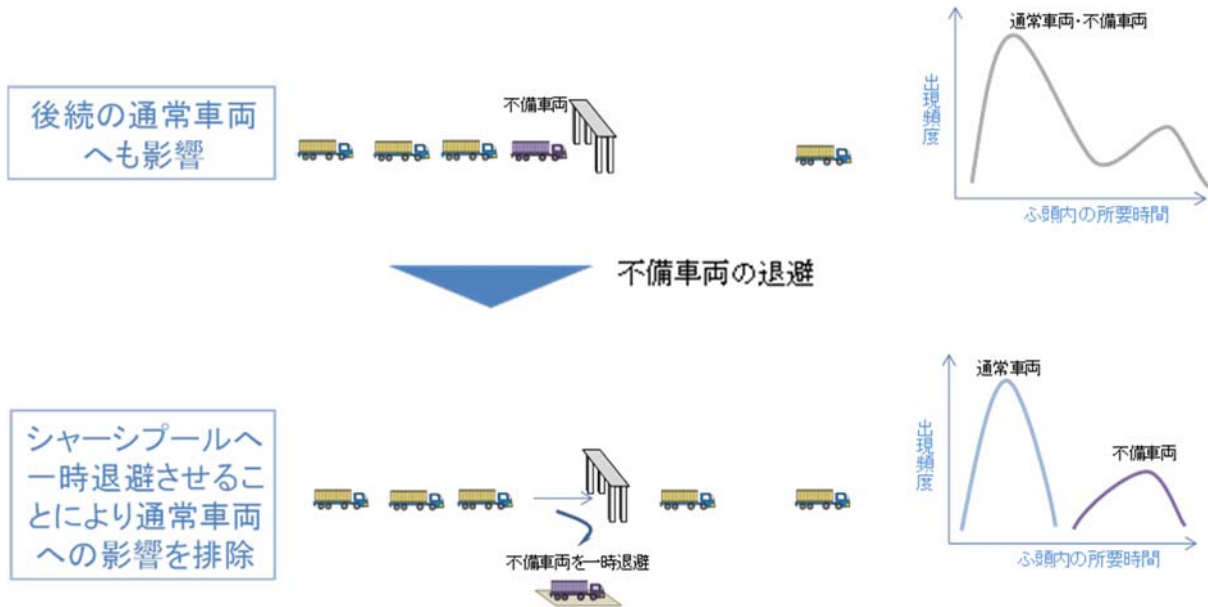 後続の通常車両
へも影響
不備車両
通常車両・不備車両
出現頻度
ふ頭内の所要時間
不備車両の退避
シャーシプールへ
一時退避させるこ
とにより通常車両
への影響を排除
不備車両を一時退避
通常車両
不備車両
出現頻度
ふ頭内の所要時間